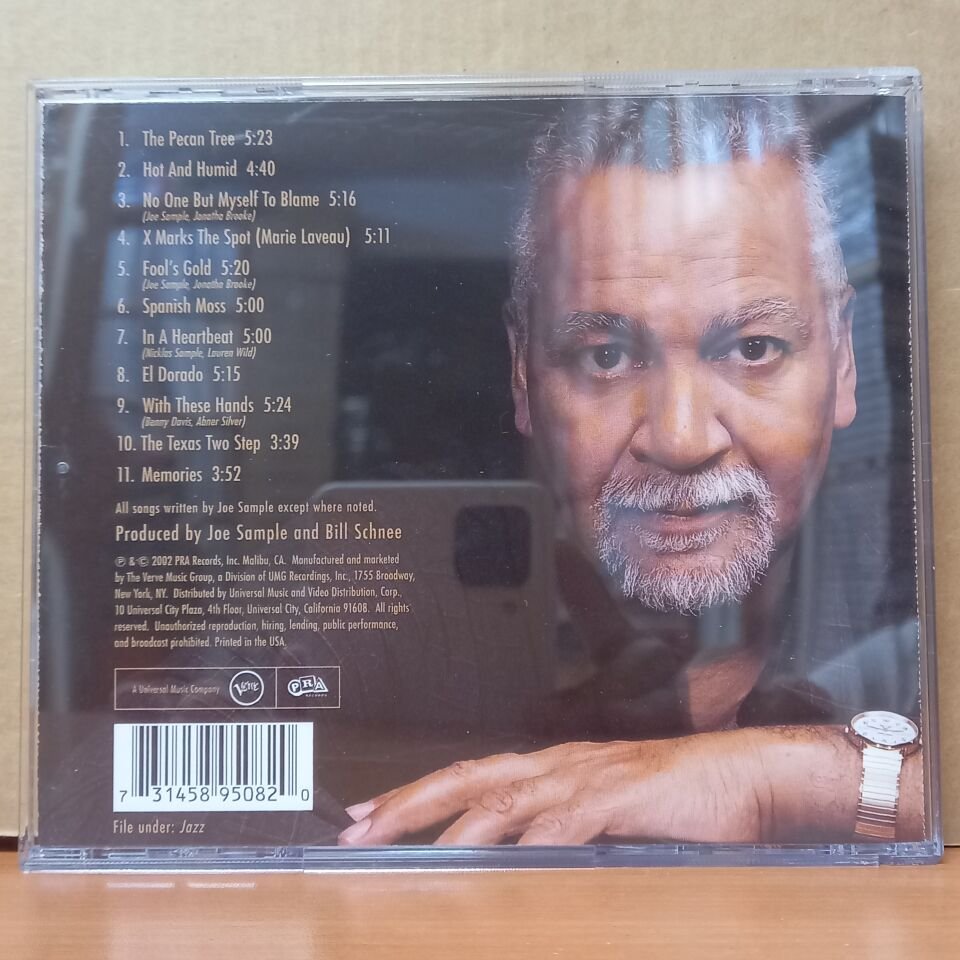 1. The Pecan Tree 5:23
2. Hot And Humid 4:40
3. No One But Myself To Blame 5:16
(Joe Sample, Jonatha Brooke)
4. X Marks The Spot (Marie Laveau) 5:11
5. Fool's Gold 5:20
(Joe Sample, Jonatha Brooke)
6. Spanish Moss 5:00
7. In A Heartbeat 5:00
(Nicklas Sample, Lauren Wild)
8. El Dorado 5:15
9. With These Hands 5:24
(Benny Davis, Abner Silver)
10. The Texas Two Step 3:39
11. Memories 3:52
All songs written by Joe Sample except where noted.
Produced by Joe Sample and Bill Schnee
℗ & © 2002 PRA Records, Inc. Malibu, CA. Manufactured and marketed
by The Verve Music Group, a Division of UMG Recordings, Inc., 1755 Broadway,
New York, NY. Distributed by Universal Music and Video Distribution, Corp.,
10 Universal City Plaza, 4th Floor, Universal City, California 91608. All rights
reserved. Unauthorized reproduction, hiring, lending, public performance,
and broadcast prohibited. Printed in the USA.
A Universal Music Company VERVE PRA RECORDS
7 31458 95082 0
File under: Jazz